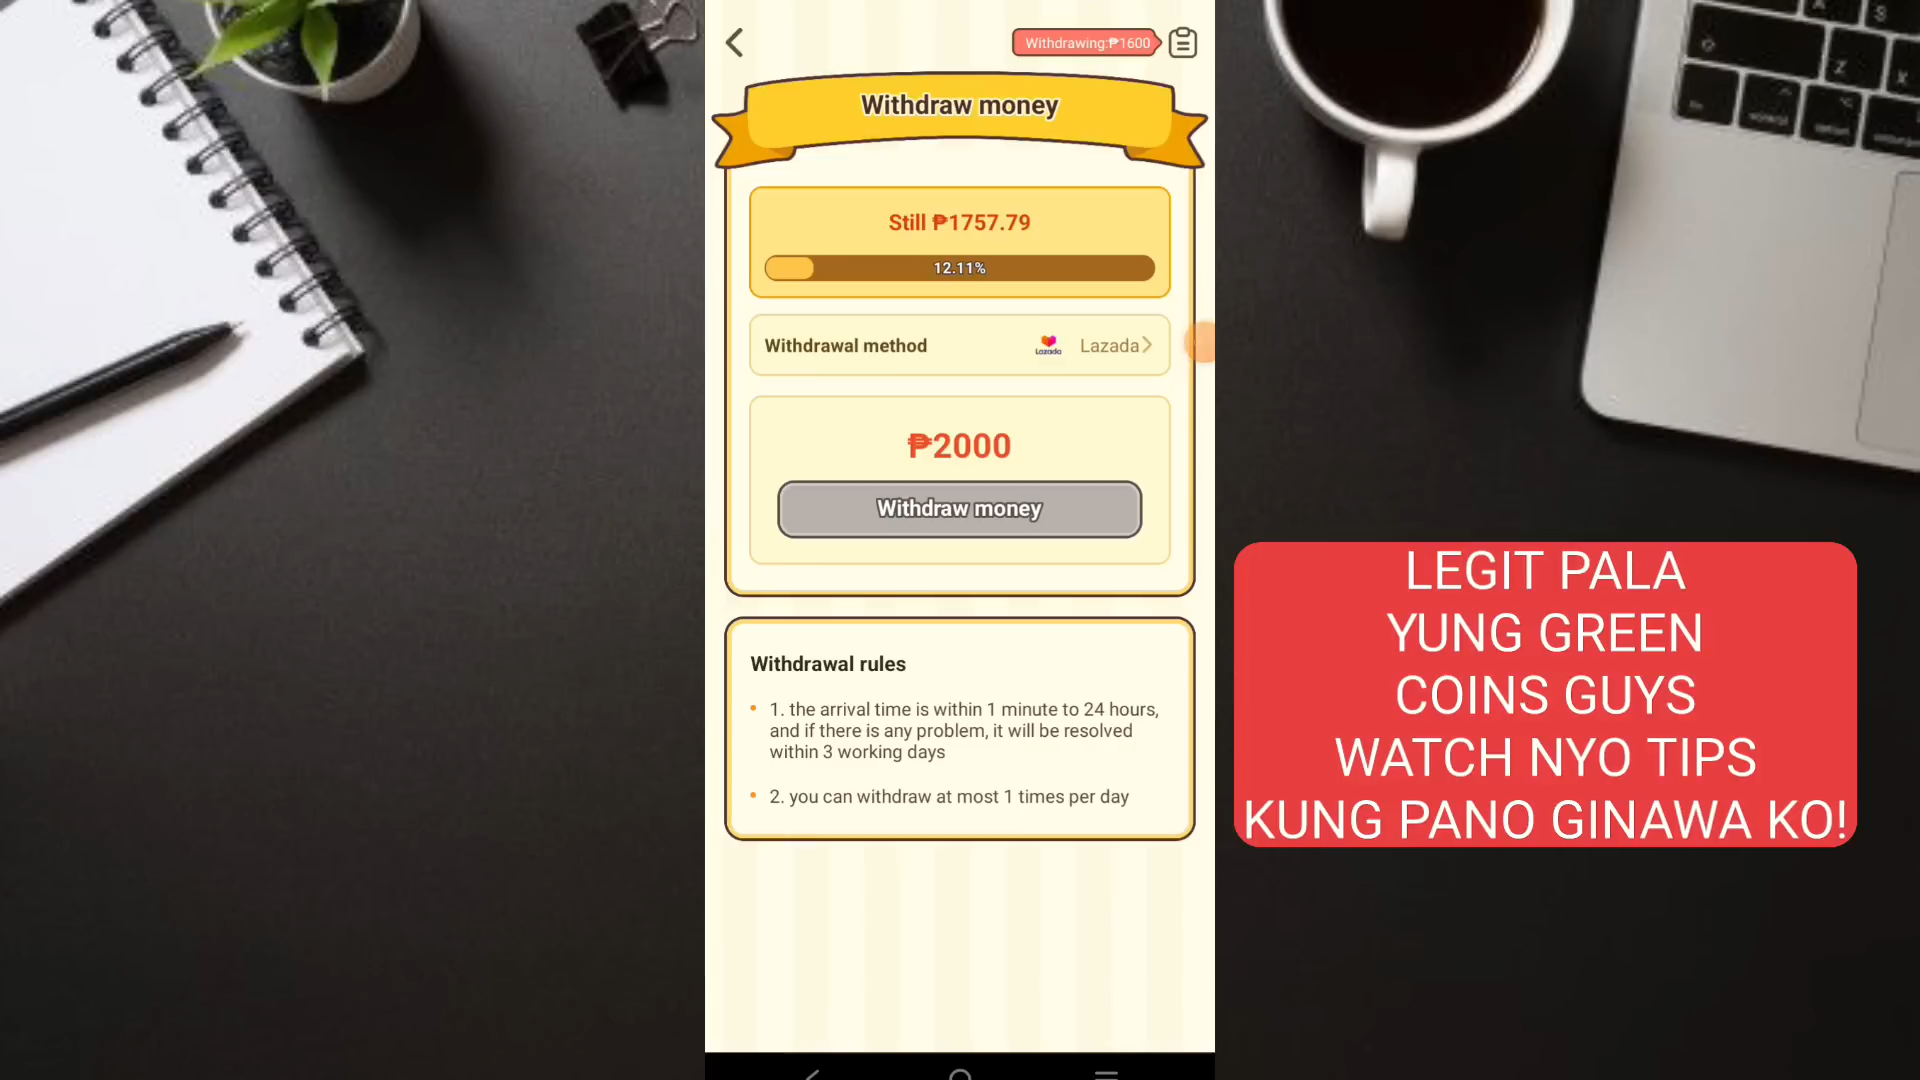 Withdrawing:₱1600
Withdraw money
Still ₱1757.79
12.11%
Withdrawal method
Lazada
Lazada
₱2000
Withdraw money
Withdrawal rules
1. the arrival time is within 1 minute to 24 hours,
and if there is any problem, it will be resolved
within 3 working days
2. you can withdraw at most 1 times per day
LEGIT PALA
YUNG GREEN
COINS GUYS
WATCH NYO TIPS
KUNG PANO GINAWA KO!